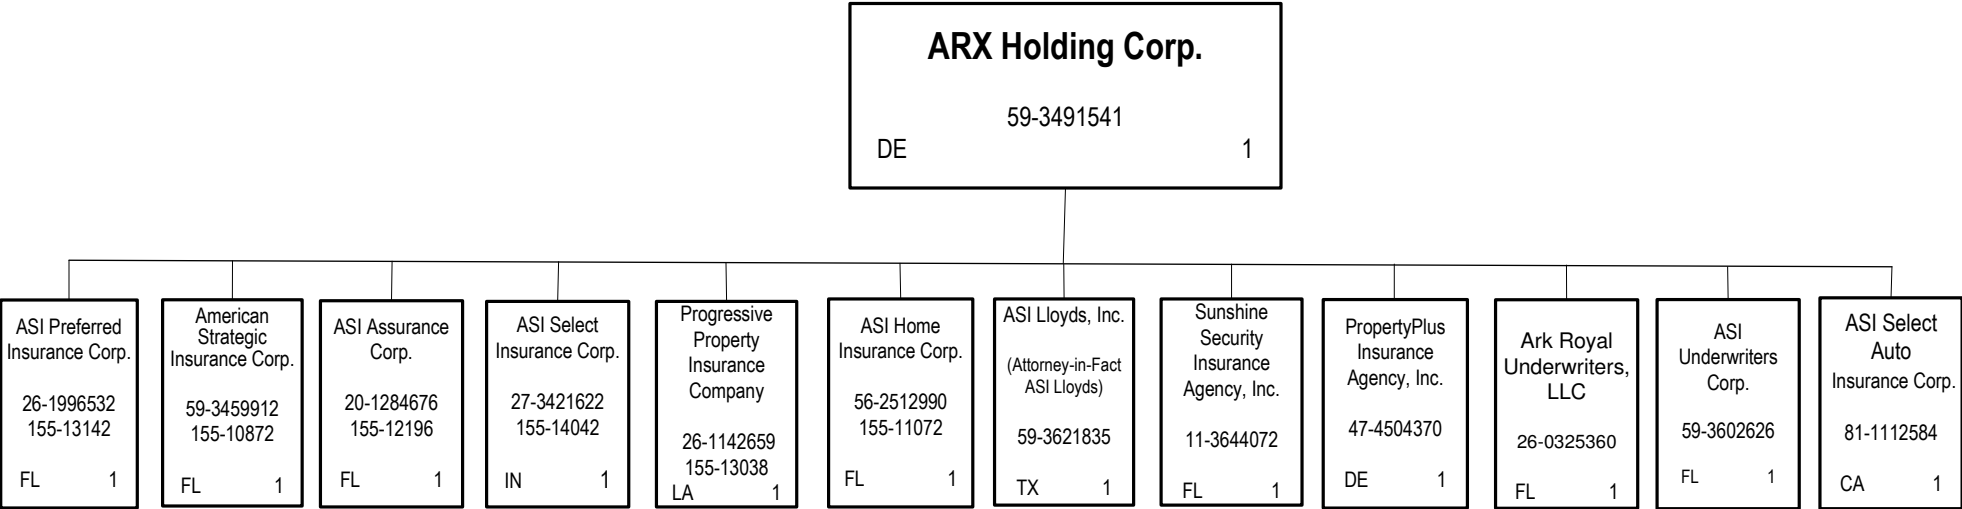 ARX Holding Corp.
59-3491541
DE 1
ASI Preferred
Insurance Corp.
26-1996532
155-13142
FL 1
American
Strategic
Insurance Corp.
59-3459912
155-10872
FL 1
ASI Assurance
Corp.
20-1284676
155-12196
FL 1
ASI Select
Insurance Corp.
27-3421622
155-14042
IN 1
Progressive
Property
Insurance
Company
26-1142659
155-13038
LA 1
ASI Home
Insurance Corp.
56-2512990
155-11072
FL 1
ASI Lloyds, Inc.
(Attorney-in-Fact
ASI Lloyds)
59-3621835
TX 1
Sunshine
Security
Insurance
Agency, Inc.
11-3644072
FL 1
PropertyPlus
Insurance
Agency, Inc.
47-4504370
DE 1
Ark Royal
Underwriters,
LLC
26-0325360
FL 1
ASI
Underwriters
Corp.
59-3602626
FL 1
ASI Select
Auto
Insurance Corp.
81-1112584
CA 1